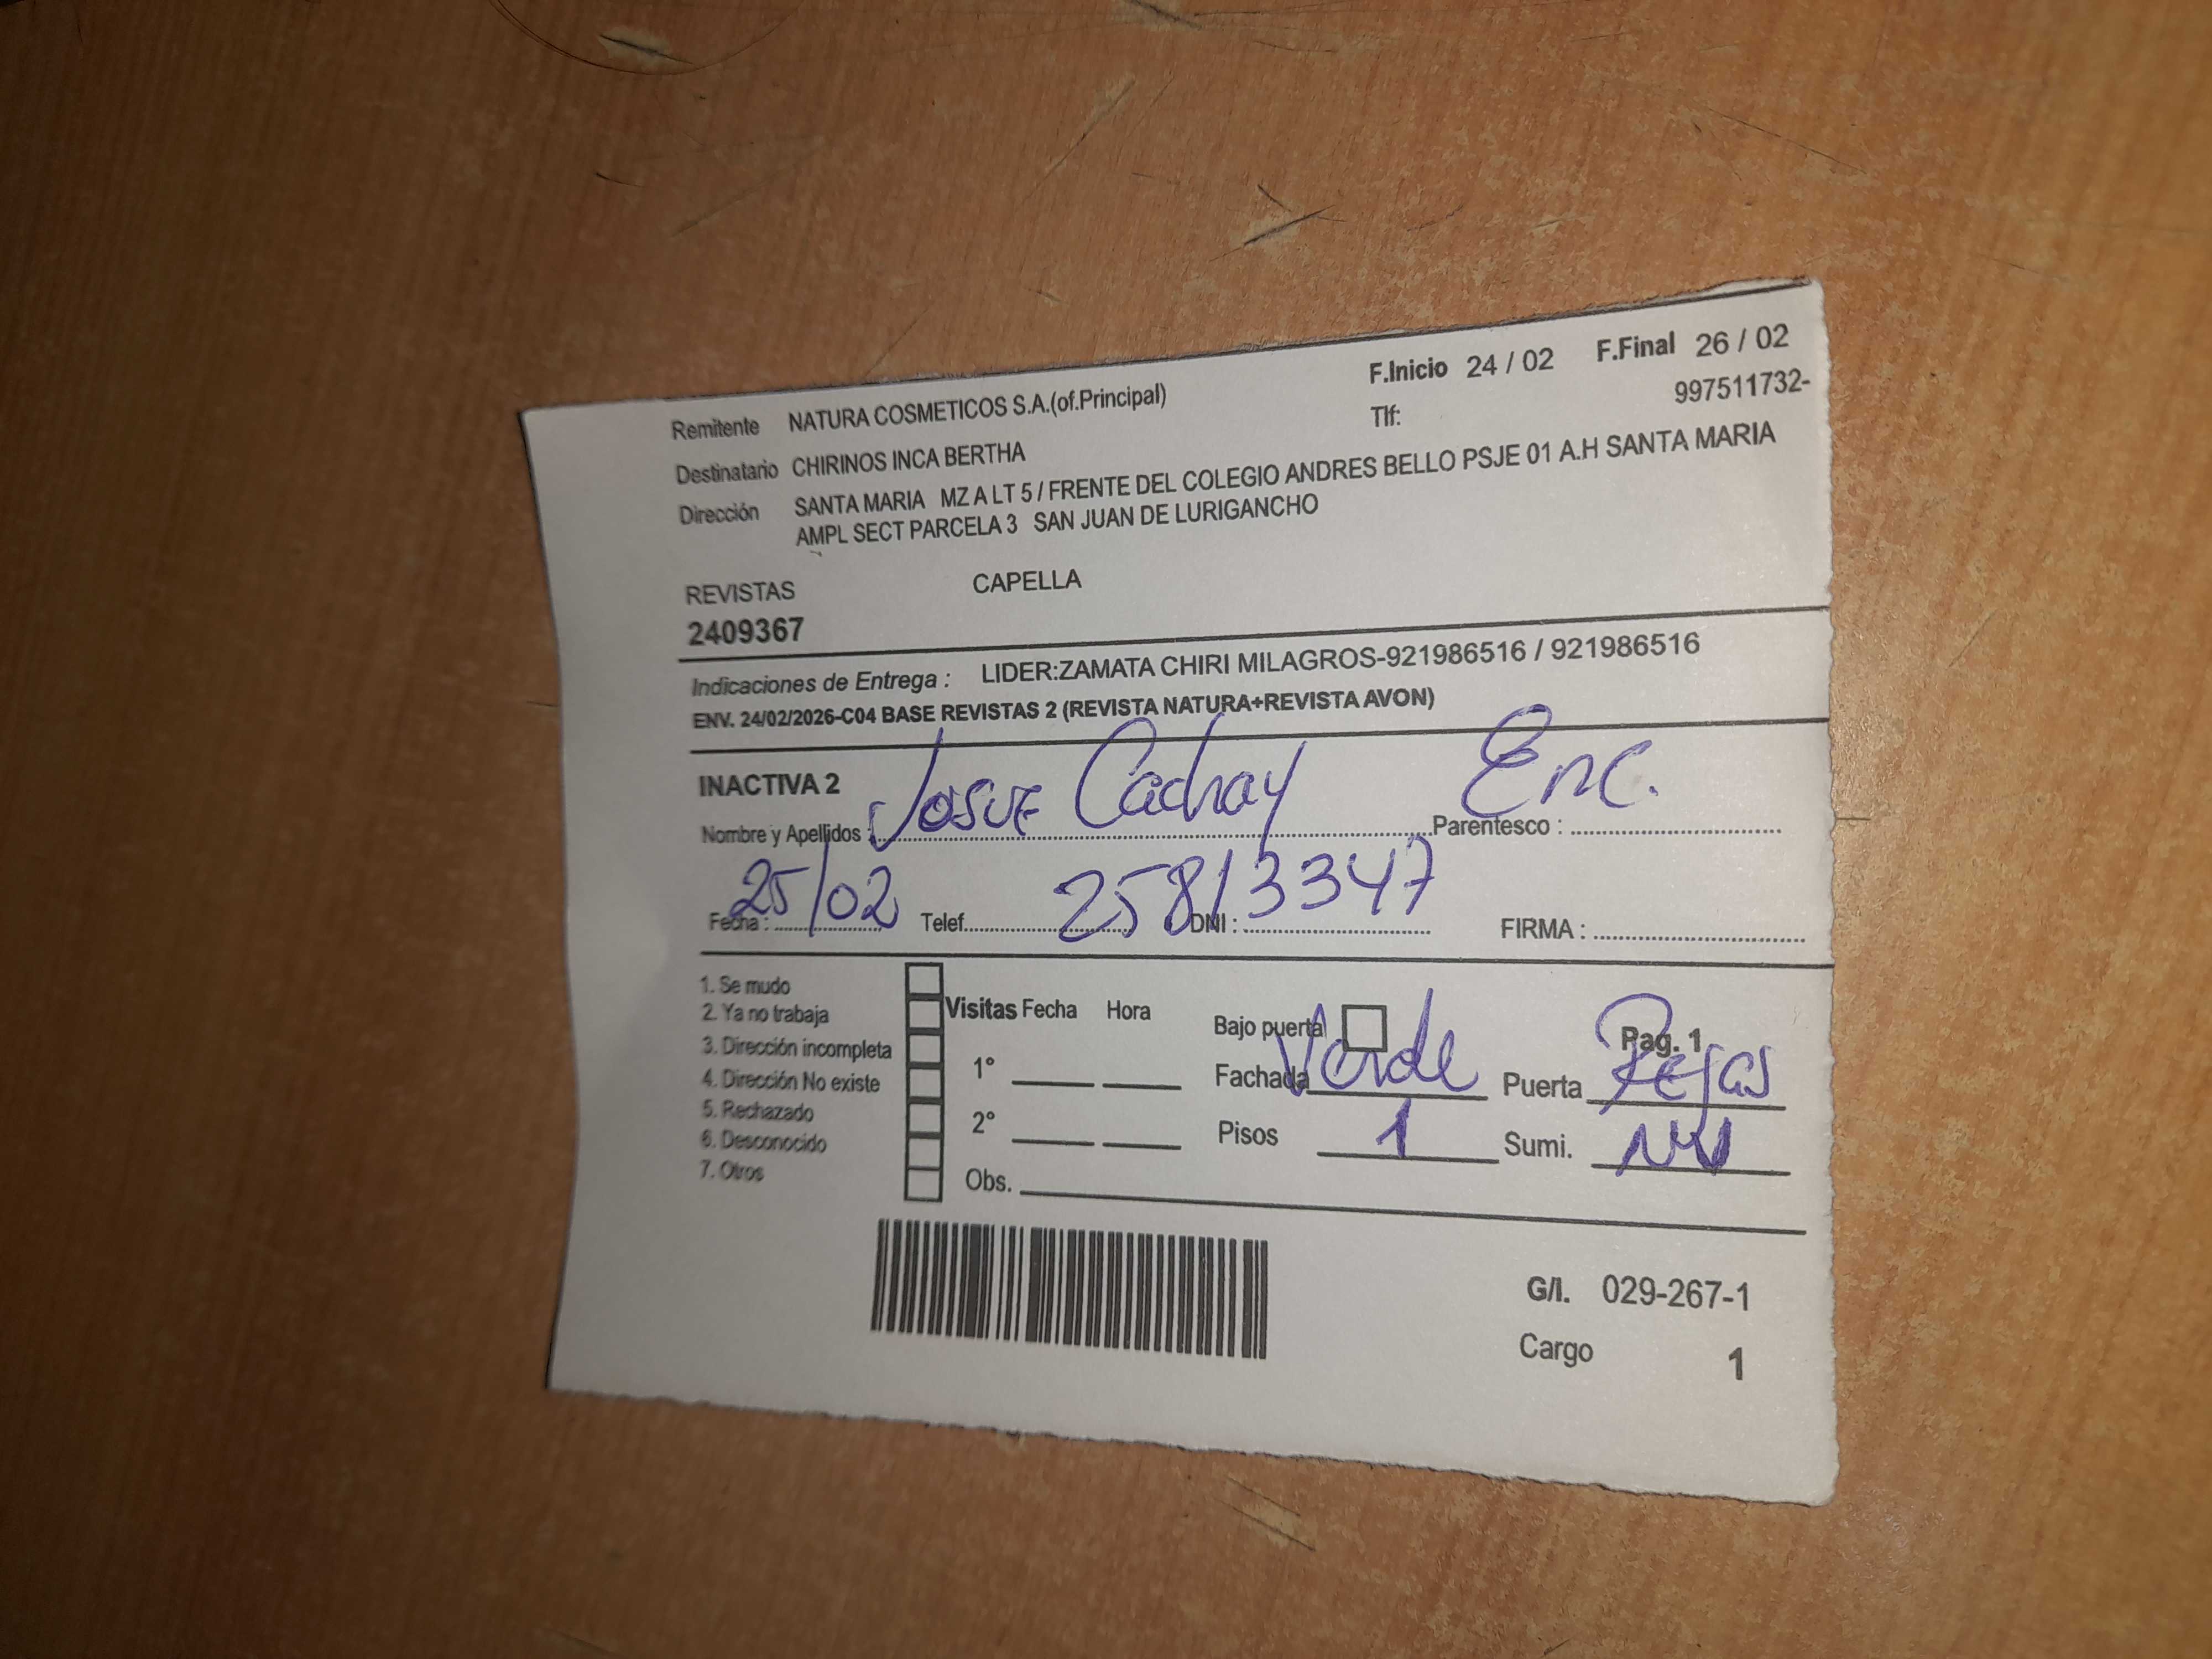 F.Inicio 24 / 02 F.Final 26 / 02
Remitente NATURA COSMETICOS S.A.(of.Principal) Tlf: 997511732-
Destinatario CHIRINOS INCA BERTHA
Dirección SANTA MARIA MZ A LT 5 / FRENTE DEL COLEGIO ANDRES BELLO PSJE 01 A.H SANTA MARIA
AMPL SECT PARCELA 3 SAN JUAN DE LURIGANCHO
REVISTAS CAPELLA
2409367
Indicaciones de Entrega : LIDER:ZAMATA CHIRI MILAGROS-921986516 / 921986516
ENV. 24/02/2026-C04 BASE REVISTAS 2 (REVISTA NATURA+REVISTA AVON)
INACTIVA 2
Nombre y Apellidos : Josue Cachay Parentesco : Enc.
Fecha : 25/02 Telef. DNI : 25813347 FIRMA :
1. Se mudo
2. Ya no trabaja
3. Dirección incompleta
4. Dirección No existe
5. Rechazado
6. Desconocido
7. Otros
Visitas Fecha Hora
1°
2°
Obs.
Bajo puerta Pag. 1
Fachada Verde Puerta Rejas
Pisos 1 Sumi.
G/I. 029-267-1
Cargo 1